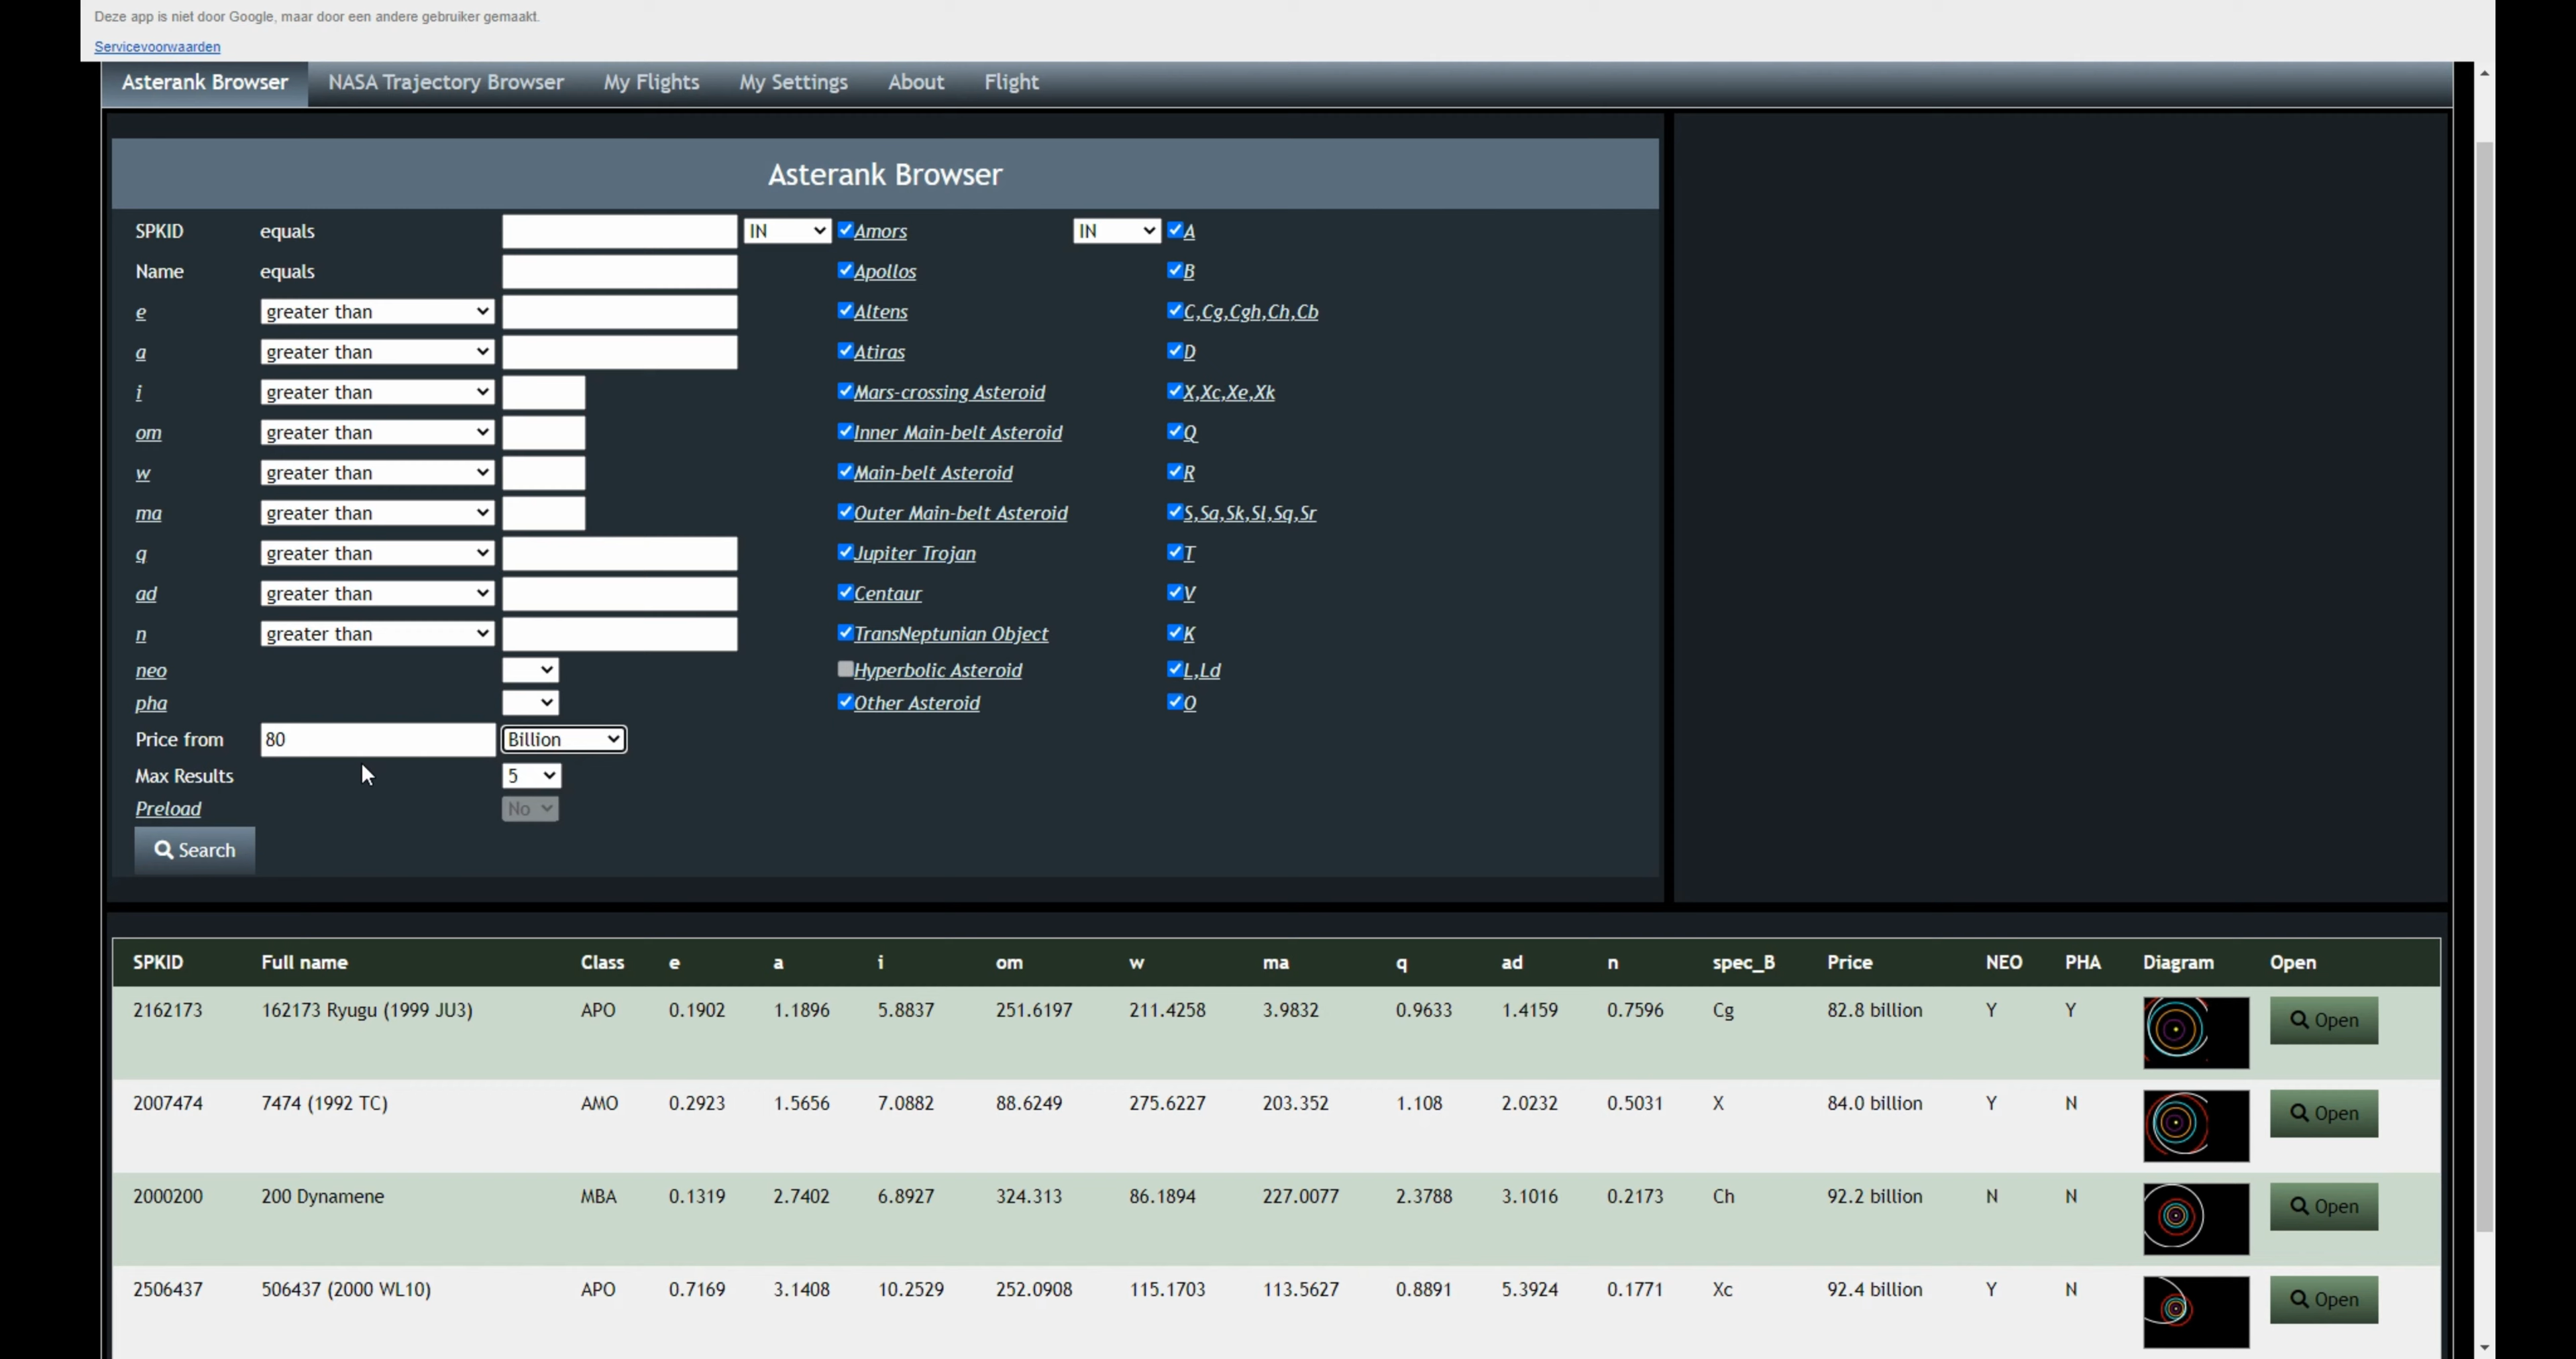 Deze app is niet door Google, maar door een andere gebruiker gemaakt.
Servicevoorwaarden
Asterank Browser NASA Trajectory Browser My Flights My Settings About Flight
Asterank Browser
SPKID equals IN Amors IN A
Name equals Apollos B
e greater than Altens C,Cg,Cgh,Ch,Cb
a greater than Atiras D
i greater than Mars-crossing Asteroid X,Xc,Xe,Xk
om greater than Inner Main-belt Asteroid Q
w greater than Main-belt Asteroid R
ma greater than Outer Main-belt Asteroid S,Sa,Sk,Sl,Sq,Sr
q greater than Jupiter Trojan T
ad greater than Centaur V
n greater than TransNeptunian Object K
neo Hyperbolic Asteroid L,Ld
pha Other Asteroid O
Price from 80 Billion
Max Results 5
Preload No
Search
SPKID Full name Class e a i om w ma q ad n spec_B Price NEO PHA Diagram Open
2162173 162173 Ryugu (1999 JU3) APO 0.1902 1.1896 5.8837 251.6197 211.4258 3.9832 0.9633 1.4159 0.7596 Cg 82.8 billion Y Y Open
2007474 7474 (1992 TC) AMO 0.2923 1.5656 7.0882 88.6249 275.6227 203.352 1.108 2.0232 0.5031 X 84.0 billion Y N Open
2000200 200 Dynamene MBA 0.1319 2.7402 6.8927 324.313 86.1894 227.0077 2.3788 3.1016 0.2173 Ch 92.2 billion N N Open
2506437 506437 (2000 WL10) APO 0.7169 3.1408 10.2529 252.0908 115.1703 113.5627 0.8891 5.3924 0.1771 Xc 92.4 billion Y N Open